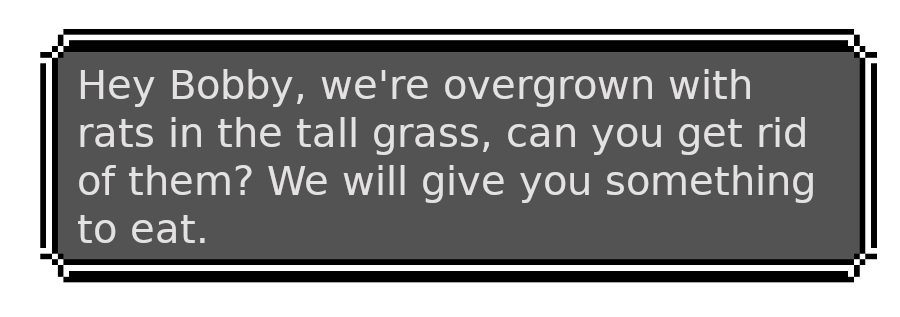 Hey Bobby, we're overgrown with
rats in the tall grass, can you get rid
of them? We will give you something
to eat.